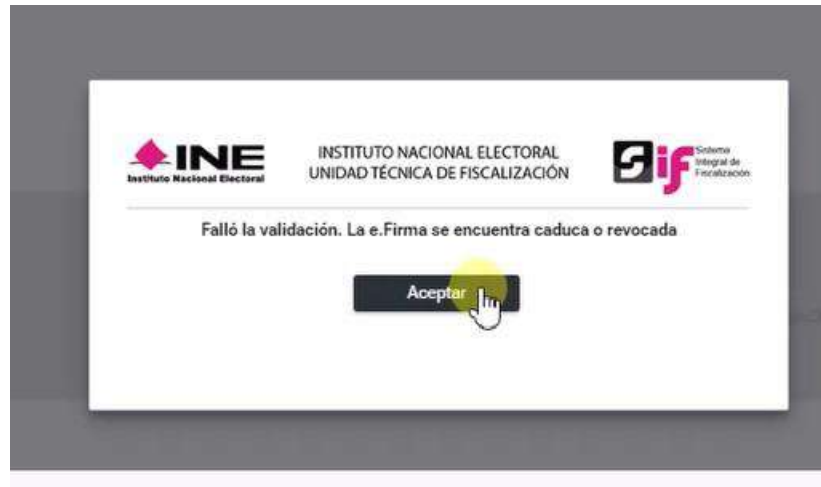 INE
Instituto Nacional Electoral
INSTITUTO NACIONAL ELECTORAL
UNIDAD TÉCNICA DE FISCALIZACIÓN
Sif
Sistema
Integral de
Fiscalización
Falló la validación. La e.Firma se encuentra caduca o revocada
Aceptar